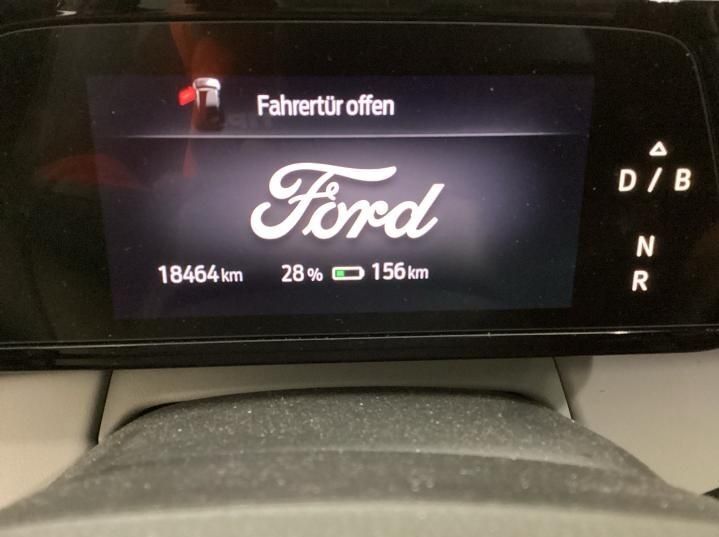 Fahrertür offen
Ford
18464 km 28 % 156 km
D / B
N
R